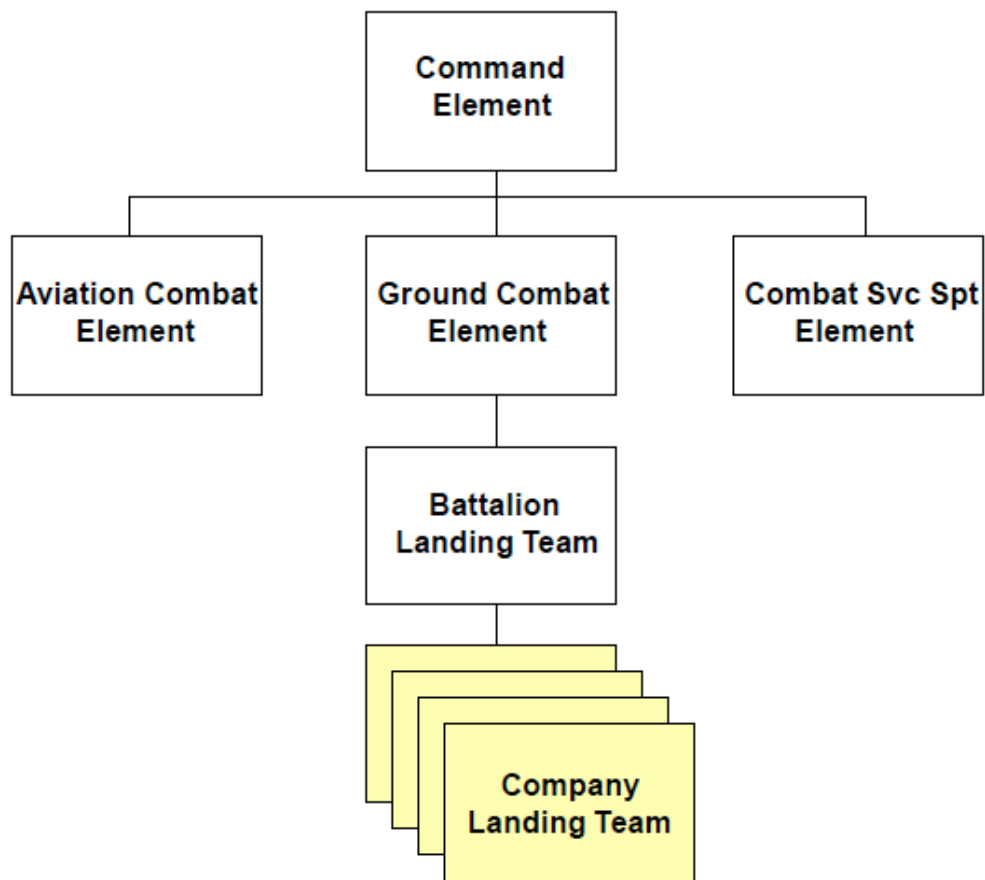 Command
Element
Aviation Combat
Element
Ground Combat
Element
Combat Svc Spt
Element
Battalion
Landing Team
Company
Landing Team